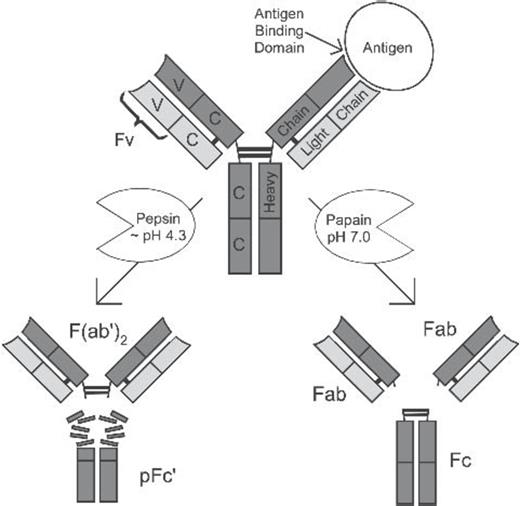 Antigen
Binding
Domain
Antigen
V
C
V
C
Fv
Chain
Light
Chain
C
C
Heavy
Pepsin
~ pH 4.3
Papain
pH 7.0
F(ab')2
Fab
Fab
pFc'
Fc